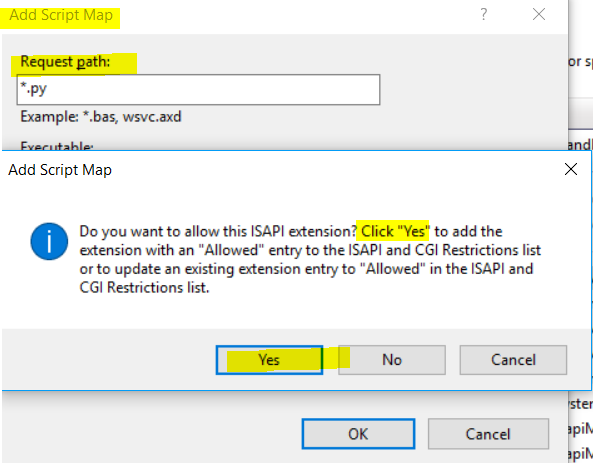 Add Script Map
Request path:
*.py
Example: *.bas, wsvc.axd
Executable:
Add Script Map
Do you want to allow this ISAPI extension? Click "Yes" to add the
extension with an "Allowed" entry to the ISAPI and CGI Restrictions list
or to update an existing extension entry to "Allowed" in the ISAPI and
CGI Restrictions list.
Yes No Cancel
OK Cancel